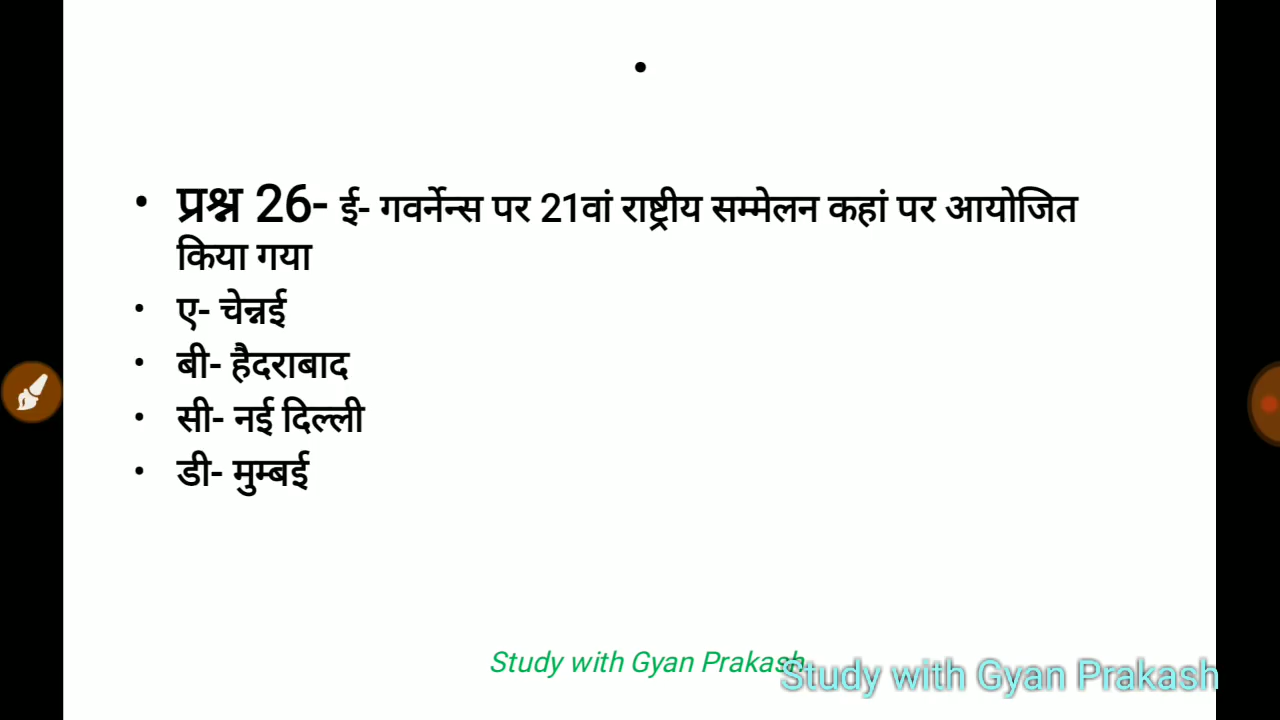 • प्रश्न 26- ई- गवर्नेन्स पर 21वां राष्ट्रीय सम्मेलन कहां पर आयोजित
किया गया
• ए- चेन्नई
• बी- हैदराबाद
• सी- नई दिल्ली
• डी- मुम्बई
Study with Gyan Prakash
Study with Gyan Prakash